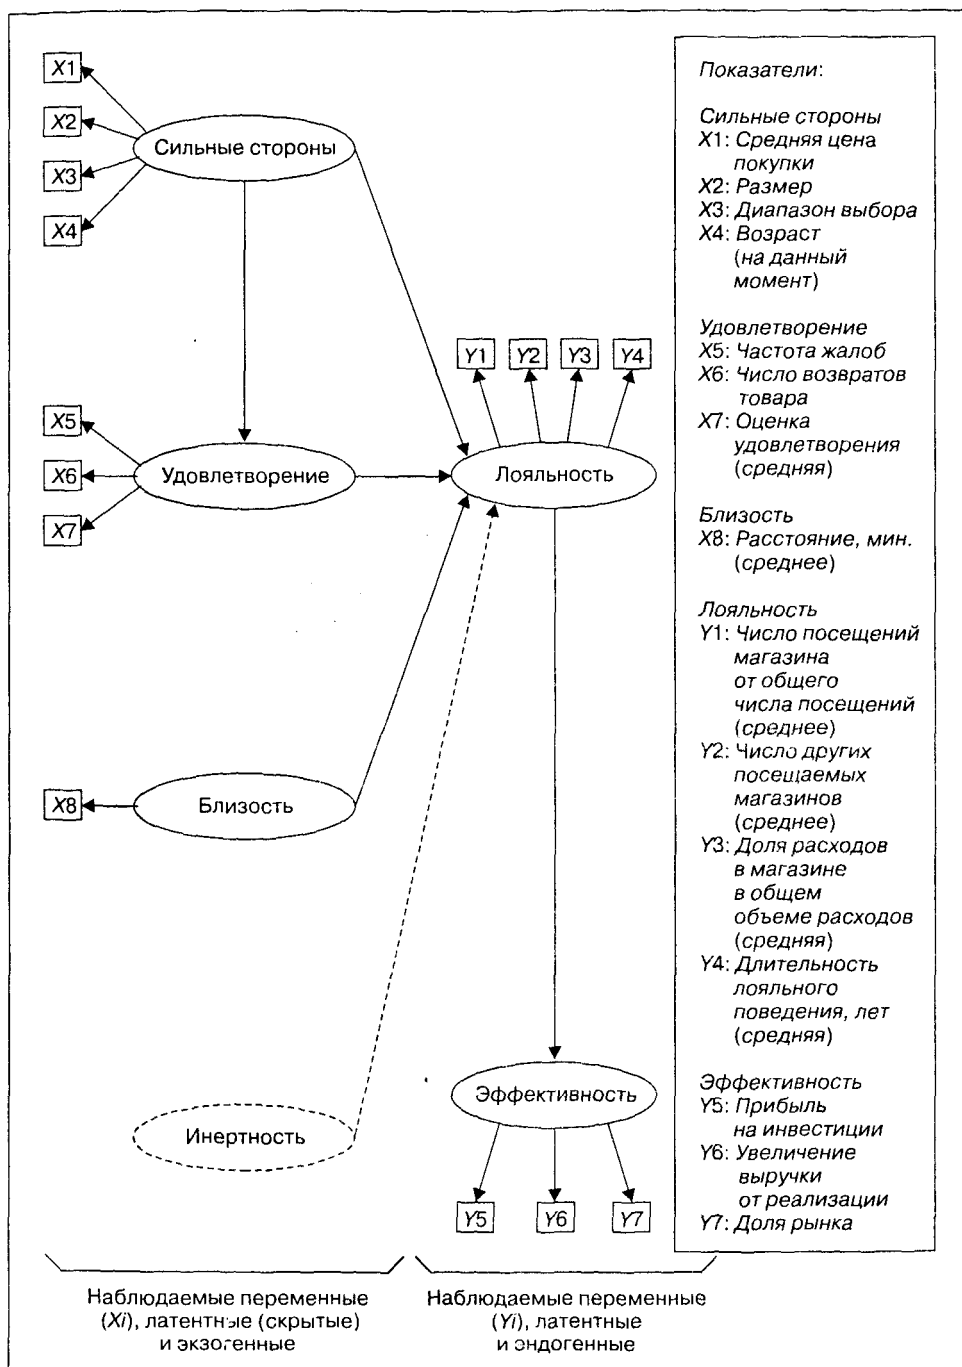 X1
X2
X3
X4
Сильные стороны
X5
X6
X7
Удовлетворение
Y1
Y2
Y3
Y4
Лояльность
X8
Близость
Инертность
Эффективность
Y5
Y6
Y7
Показатели:
Сильные стороны
X1: Средняя цена
покупки
X2: Размер
X3: Диапазон выбора
X4: Возраст
(на данный
момент)
Удовлетворение
X5: Частота жалоб
X6: Число возвратов
товара
X7: Оценка
удовлетворения
(средняя)
Близость
X8: Расстояние, мин.
(среднее)
Лояльность
Y1: Число посещений
магазина
от общего
числа посещений
(среднее)
Y2: Число других
посещаемых
магазинов
(среднее)
Y3: Доля расходов
в магазине
в общем
объеме расходов
(средняя)
Y4: Длительность
лояльного
поведения, лет
(средняя)
Эффективность
Y5: Прибыль
на инвестиции
Y6: Увеличение
выручки
от реализации
Y7: Доля рынка
Наблюдаемые переменные
(Xi), латентные (скрытые)
и экзогенные
Наблюдаемые переменные
(Yi), латентные
и эндогенные